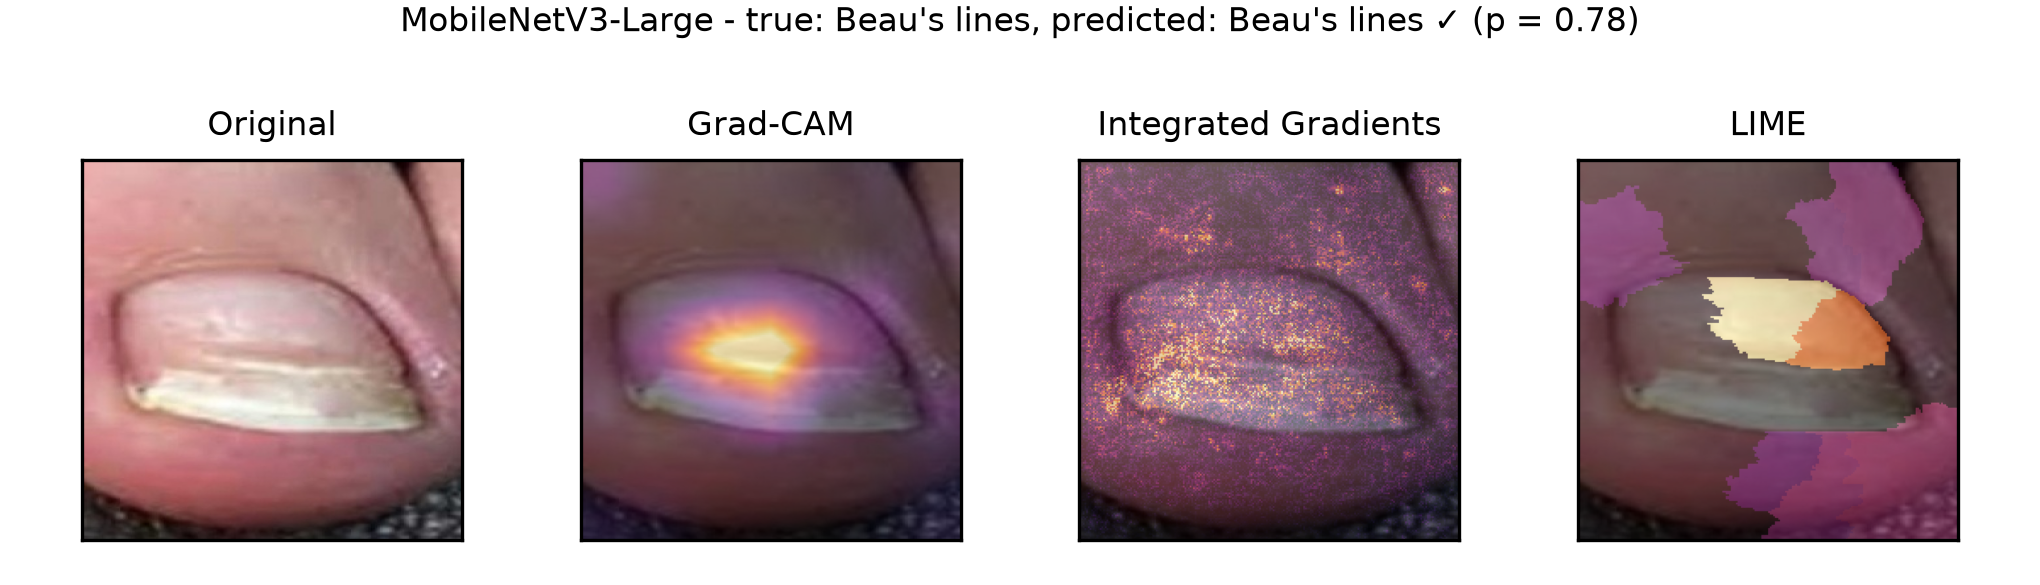 MobileNetV3-Large - true: Beau's lines, predicted: Beau's lines ✓ (p = 0.78)
Original
Grad-CAM
Integrated Gradients
LIME